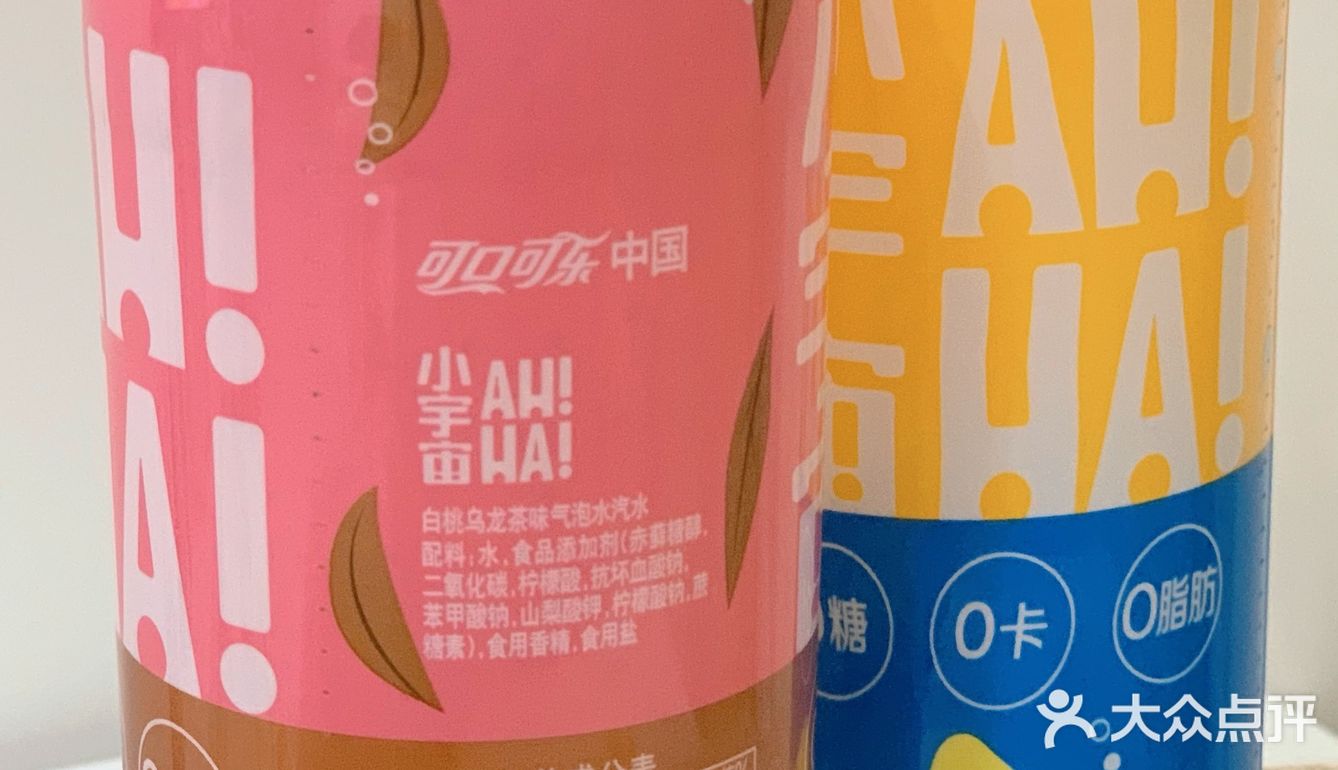 AH!
HA!
可口可乐中国
小宇宙
AH!
HA!
白桃乌龙茶味气泡水汽水
配料:水,食品添加剂(赤藓糖醇,
二氧化碳,柠檬酸,抗坏血酸钠,
苯甲酸钠,山梨酸钾,柠檬酸钠,蔗
糖素),食用香精,食用盐
AH!
HA!
糖
0卡
0脂肪
大众点评